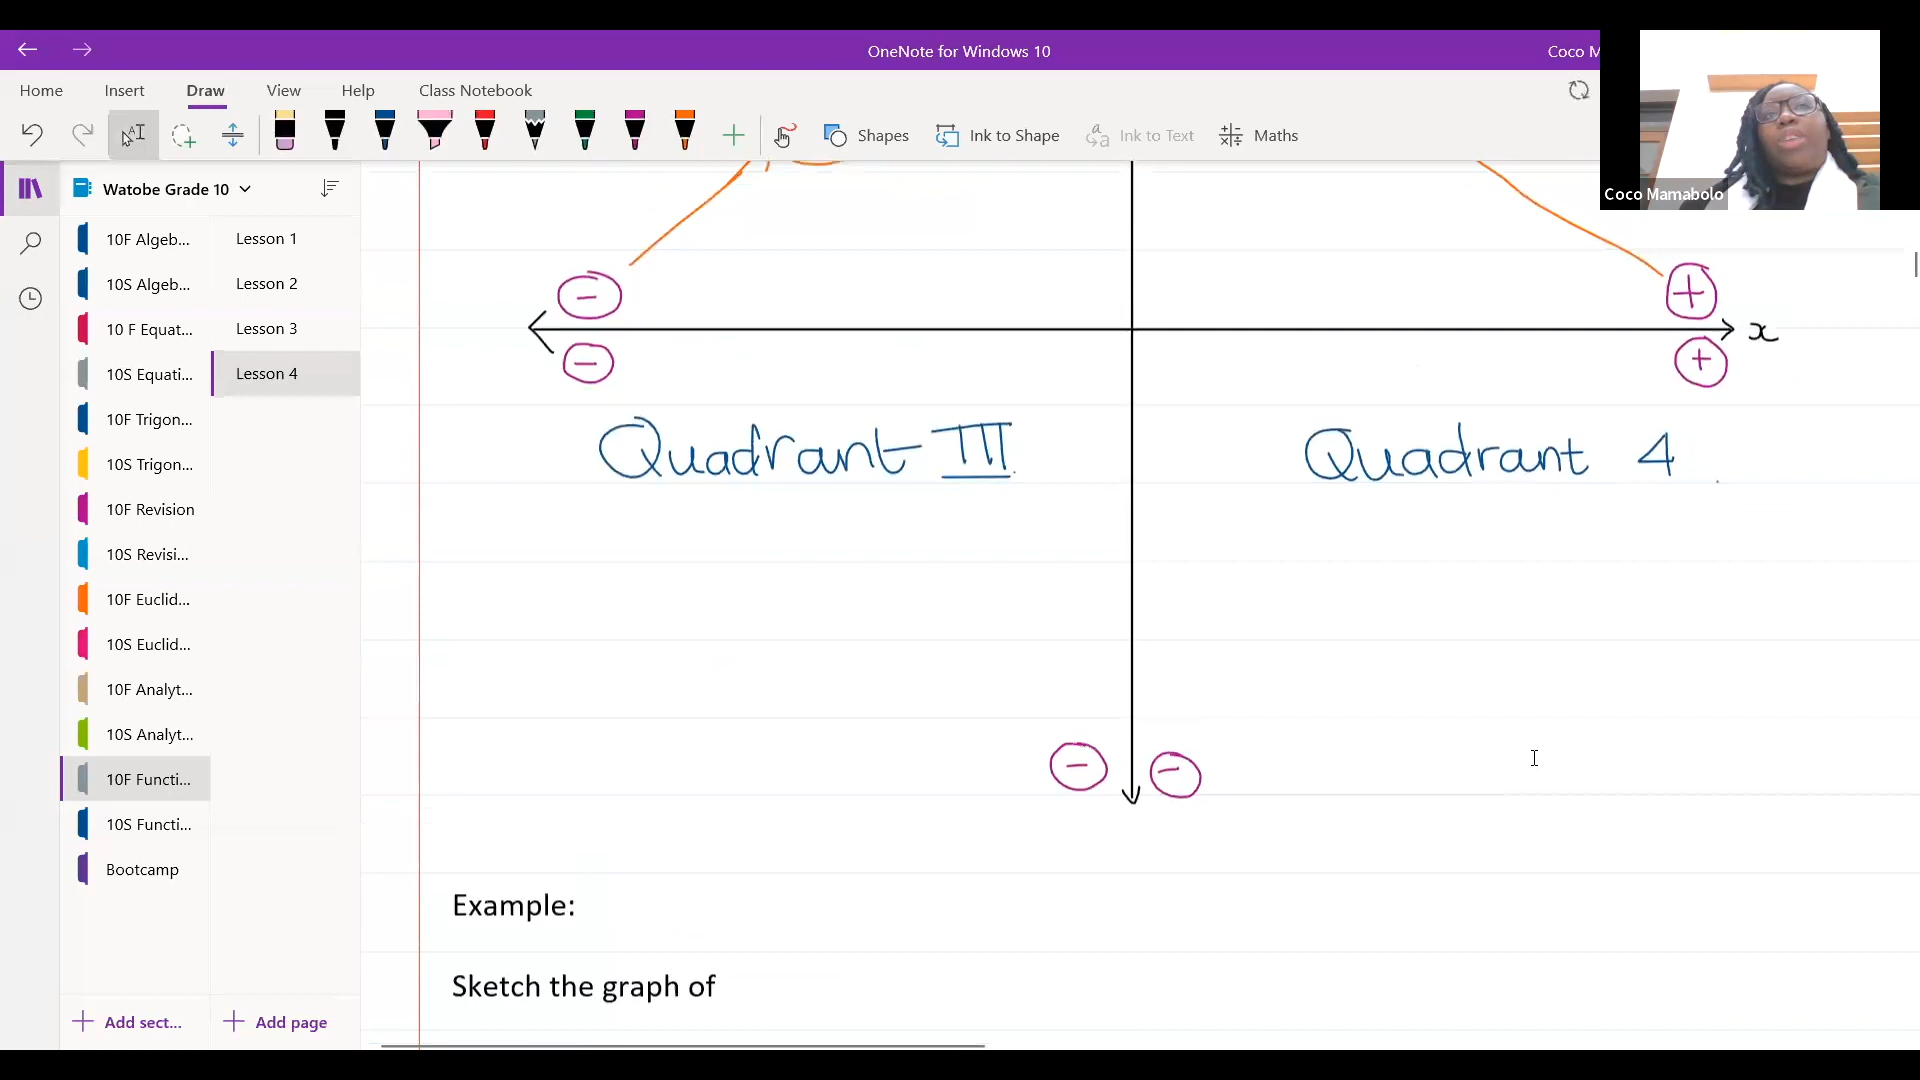 OneNote for Windows 10
Coco M
Home Insert Draw View Help Class Notebook
Shapes Ink to Shape Ink to Text Maths
Coco Mamabolo
Watobe Grade 10
10F Algeb...
10S Algeb...
10 F Equat...
10S Equati...
10F Trigon...
10S Trigon...
10F Revision
10S Revisi...
10F Euclid...
10S Euclid...
10F Analyt...
10S Analyt...
10F Functi...
10S Functi...
Bootcamp
Add sect...
Lesson 1
Lesson 2
Lesson 3
Lesson 4
Add page
− +
x
− +
Quadrant III Quadrant 4
− −
Example:
Sketch the graph of